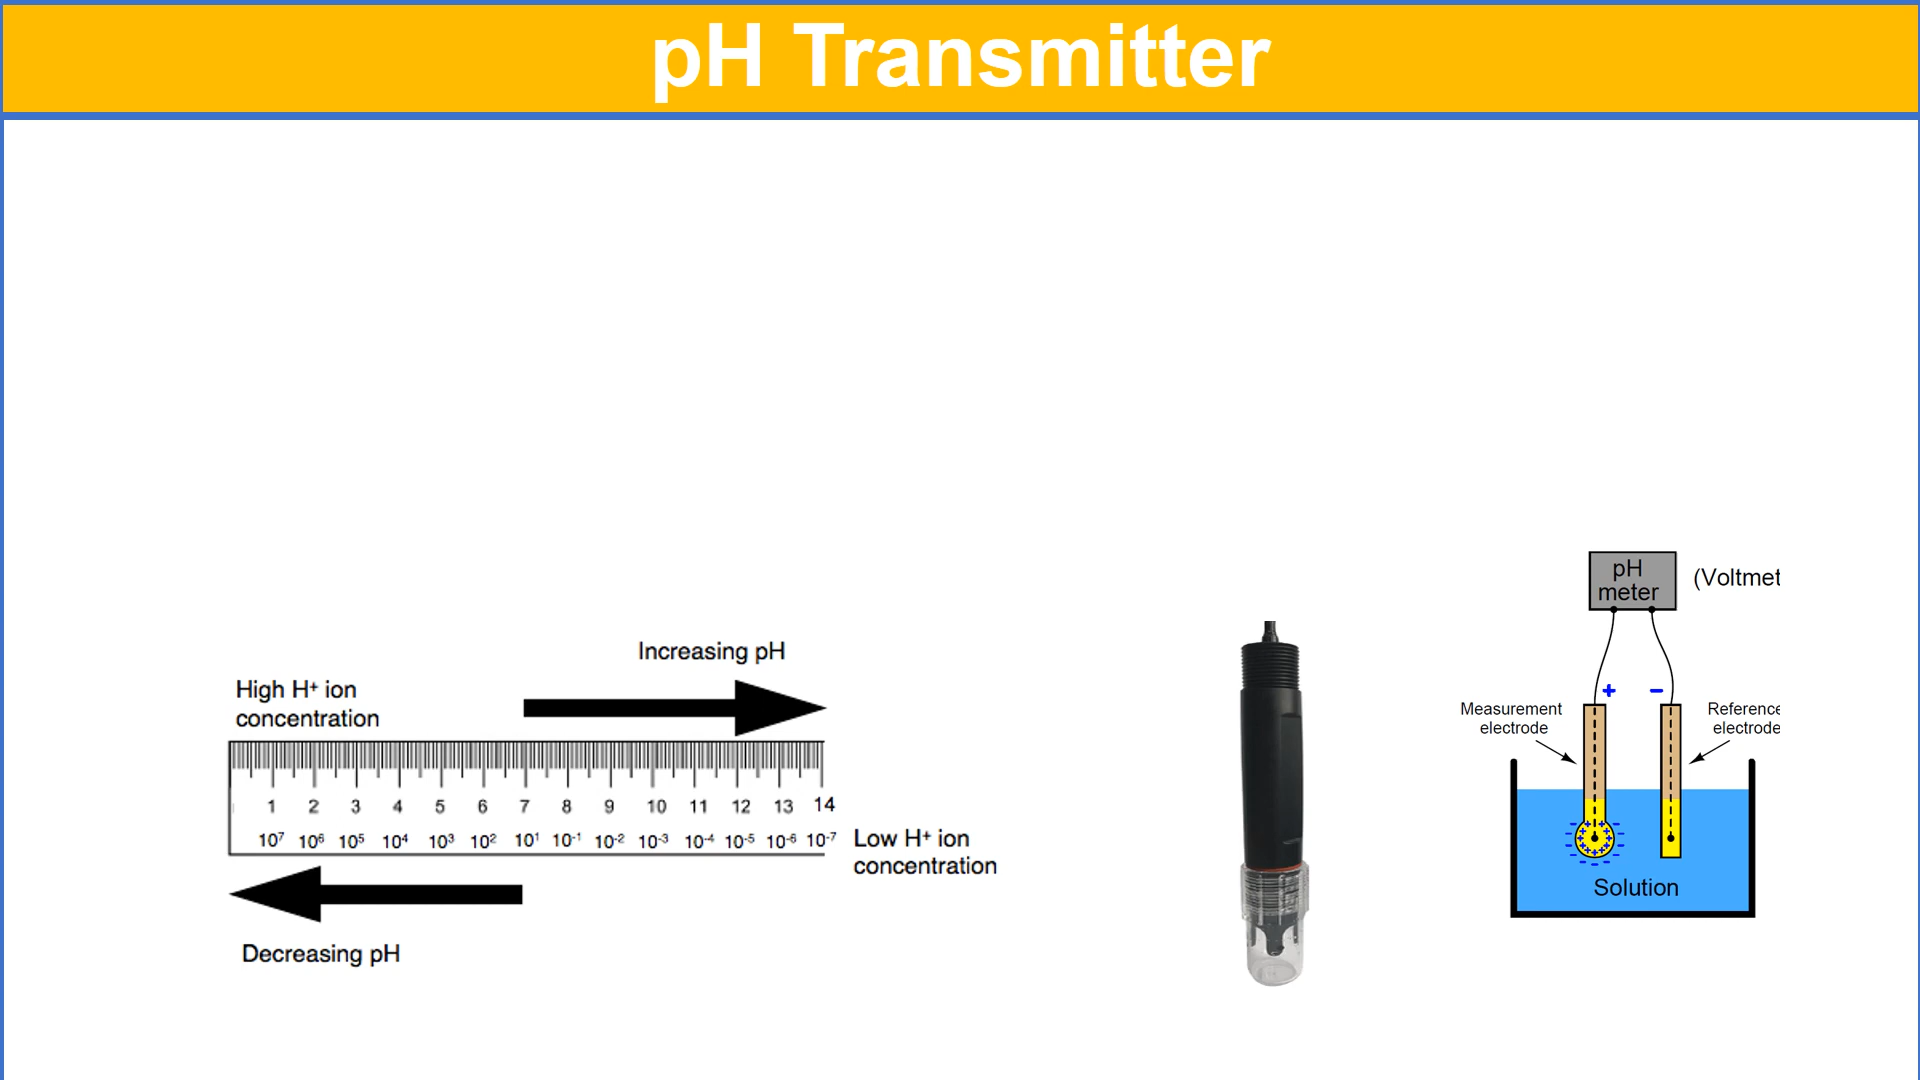 pH Transmitter
Increasing pH
High H⁺ ion
concentration
1 2 3 4 5 6 7 8 9 10 11 12 13 14
10⁷ 10⁶ 10⁵ 10⁴ 10³ 10² 10¹ 10⁻¹ 10⁻² 10⁻³ 10⁻⁴ 10⁻⁵ 10⁻⁶ 10⁻⁷
Low H⁺ ion
concentration
Decreasing pH
pH
meter
(Voltmet
+ −
Measurement
electrode
Reference
electrode
Solution